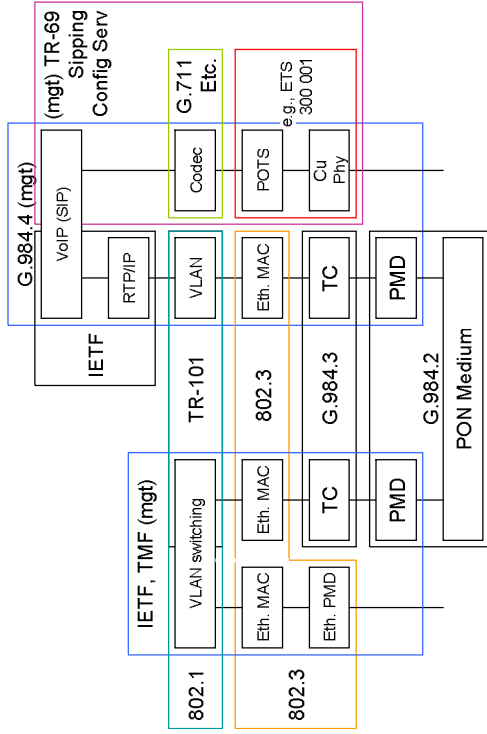 IETF, TMF (mgt)
G.984.4 (mgt)
(mgt) TR-69
Sipping
Config Serv
IETF
VoIP (SIP)
RTP/IP
802.1
VLAN switching
TR-101
VLAN
Codec
G.711
Etc.
802.3
Eth. MAC
Eth. MAC
802.3
Eth. MAC
POTS
e.g., ETS
300 001
Eth. PMD
TC
G.984.3
TC
Cu
Phy
PMD
G.984.2
PMD
PON Medium